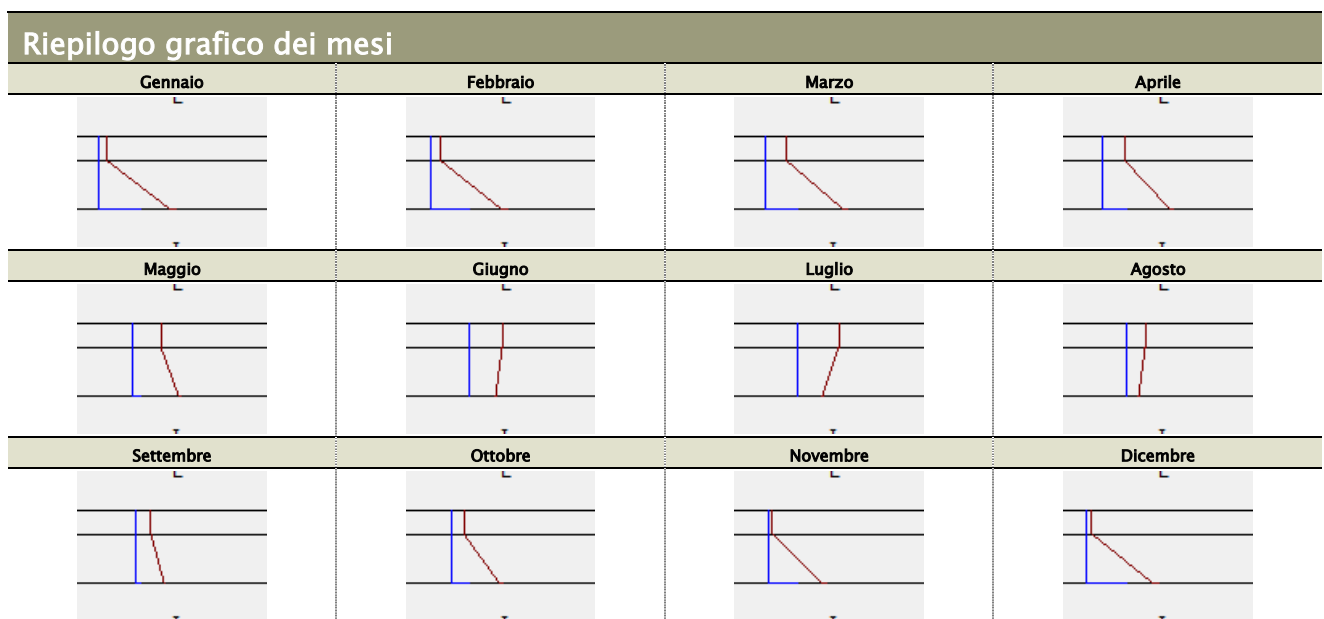 Riepilogo grafico dei mesi
Gennaio Febbraio Marzo Aprile
Maggio Giugno Luglio Agosto
Settembre Ottobre Novembre Dicembre